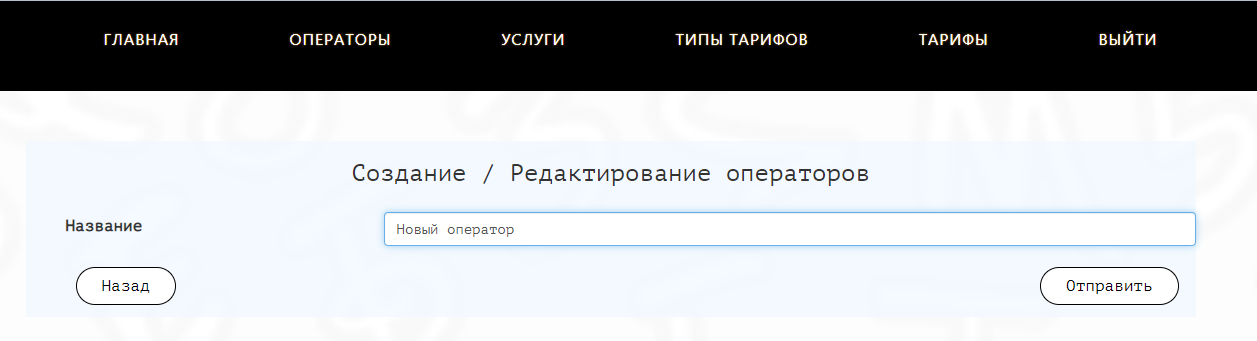 ГЛАВНАЯ ОПЕРАТОРЫ УСЛУГИ ТИПЫ ТАРИФОВ ТАРИФЫ ВЫЙТИ
Создание / Редактирование операторов
Название Новый оператор
Назад Отправить